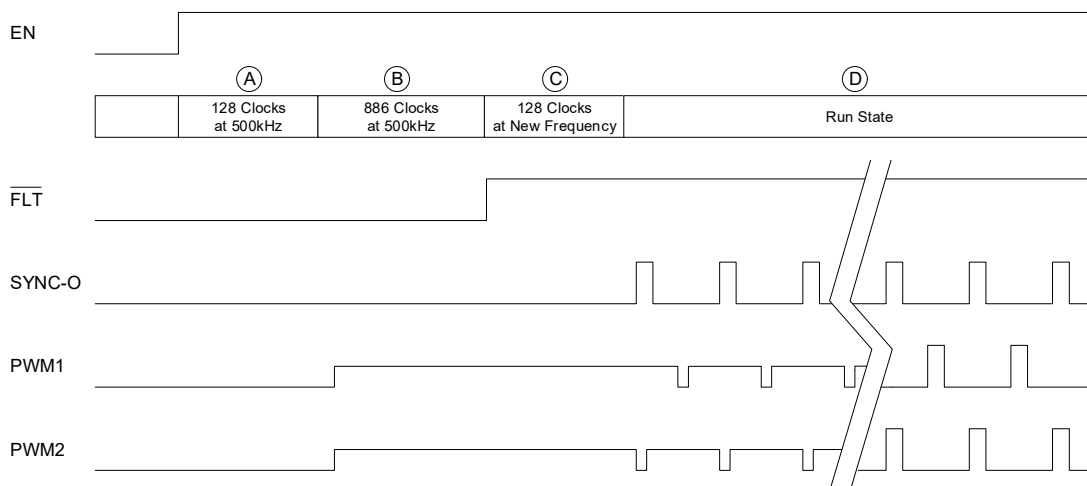 EN
A
B
C
D
128 Clocks
at 500kHz
886 Clocks
at 500kHz
128 Clocks
at New Frequency
Run State
FLT
SYNC-O
PWM1
PWM2